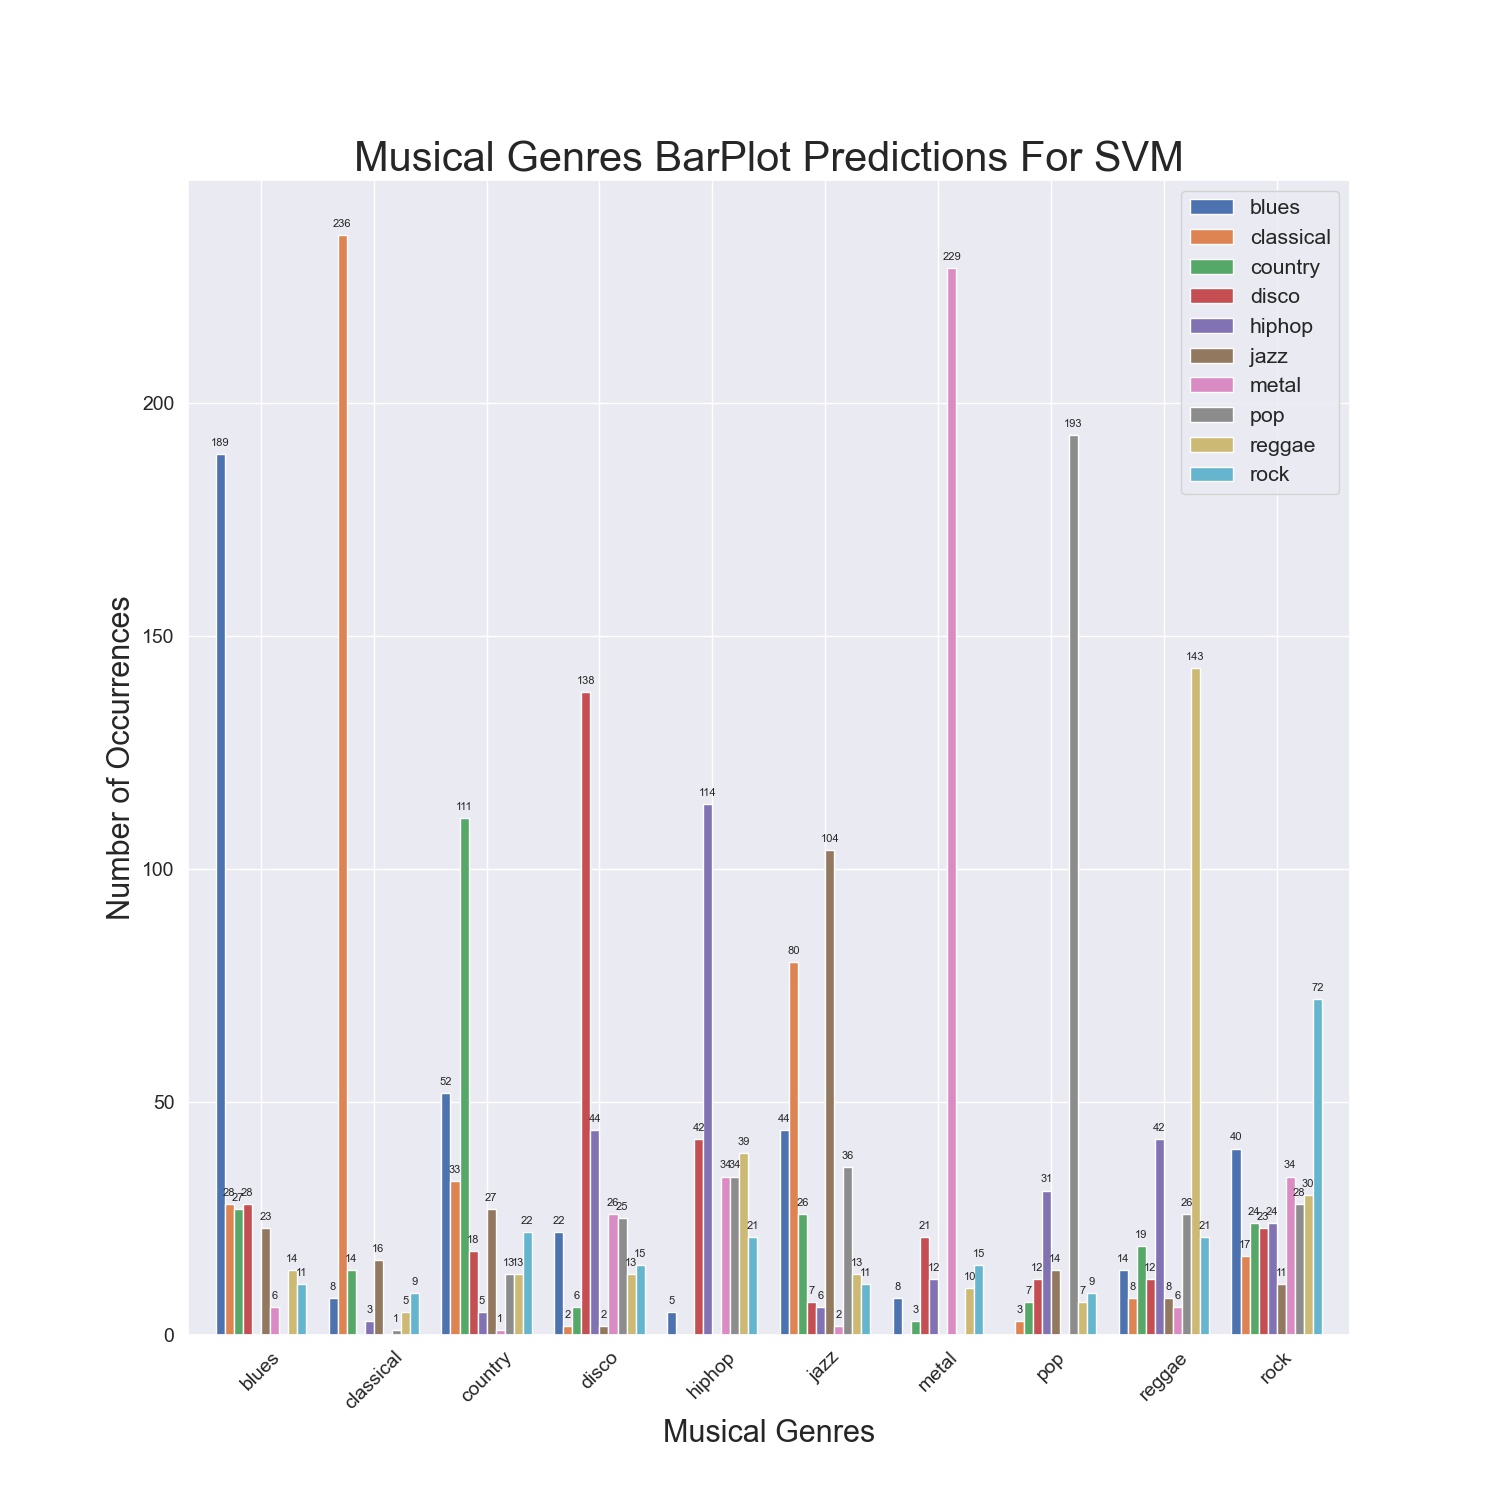 Musical Genres BarPlot Predictions For SVM
blues
classical
country
disco
hiphop
jazz
metal
pop
reggae
rock
Number of Occurrences
200
150
100
50
0
189 28 27 28 23 6 14 11
8 236 14 3 16 1 5 9
52 33 111 18 5 27 1 13 13 22
22 2 6 138 44 2 26 25 13 15
5 42 114 34 34 39 21
44 80 26 7 6 104 2 36 13 11
8 3 21 12 229 10 15
3 7 12 31 14 193 7 9
14 8 19 12 42 8 6 26 143 21
40 17 24 23 24 11 34 28 30 72
blues classical country disco hiphop jazz metal pop reggae rock
Musical Genres